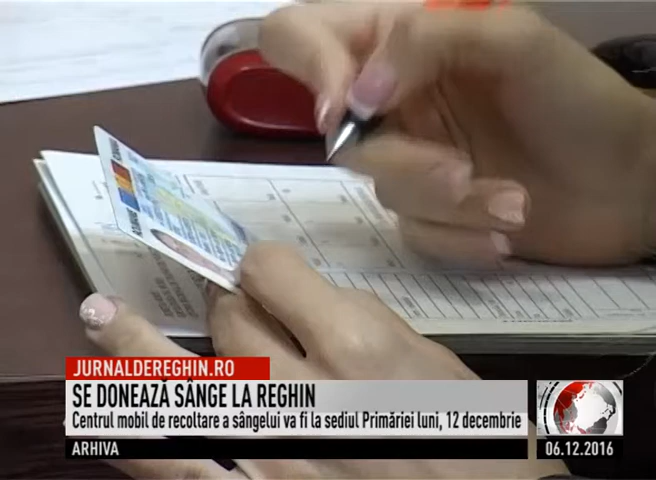 JURNALDEREGHIN.RO
SE DONEAZĂ SÂNGE LA REGHIN
Centrul mobil de recoltare a sângelui va fi la sediul Primăriei luni, 12 decembrie
ARHIVA
06.12.2016